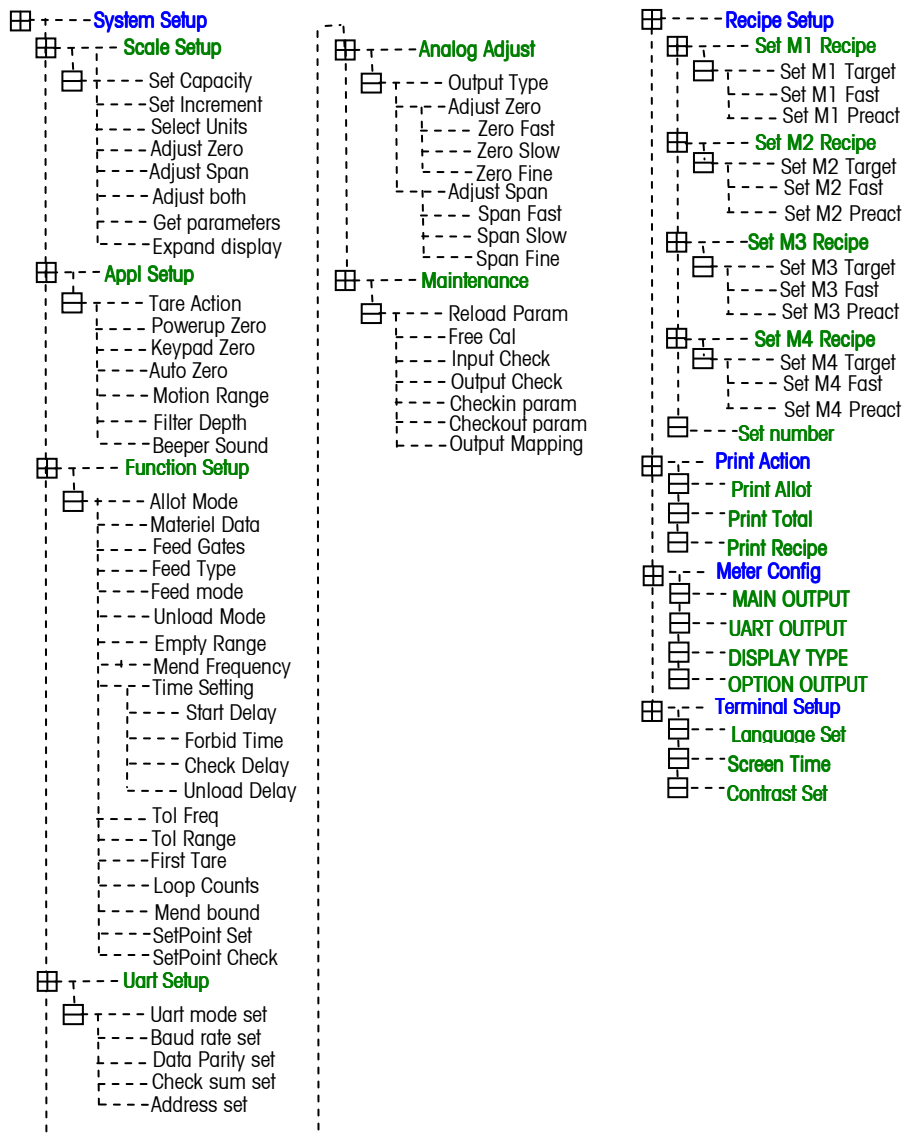 System Setup
Scale Setup
Set Capacity
Set Increment
Select Units
Adjust Zero
Adjust Span
Adjust both
Get parameters
Expand display
Appl Setup
Tare Action
Powerup Zero
Keypad Zero
Auto Zero
Motion Range
Filter Depth
Beeper Sound
Function Setup
Allot Mode
Materiel Data
Feed Gates
Feed Type
Feed mode
Unload Mode
Empty Range
Mend Frequency
Time Setting
Start Delay
Forbid Time
Check Delay
Unload Delay
Tol Freq
Tol Range
First Tare
Loop Counts
Mend bound
SetPoint Set
SetPoint Check
Uart Setup
Uart mode set
Baud rate set
Data Parity set
Check sum set
Address set
Analog Adjust
Output Type
Adjust Zero
Zero Fast
Zero Slow
Zero Fine
Adjust Span
Span Fast
Span Slow
Span Fine
Maintenance
Reload Param
Free Cal
Input Check
Output Check
Checkin param
Checkout param
Output Mapping
Recipe Setup
Set M1 Recipe
Set M1 Target
Set M1 Fast
Set M1 Preact
Set M2 Recipe
Set M2 Target
Set M2 Fast
Set M2 Preact
Set M3 Recipe
Set M3 Target
Set M3 Fast
Set M3 Preact
Set M4 Recipe
Set M4 Target
Set M4 Fast
Set M4 Preact
Set number
Print Action
Print Allot
Print Total
Print Recipe
Meter Config
MAIN OUTPUT
UART OUTPUT
DISPLAY TYPE
OPTION OUTPUT
Terminal Setup
Language Set
Screen Time
Contrast Set